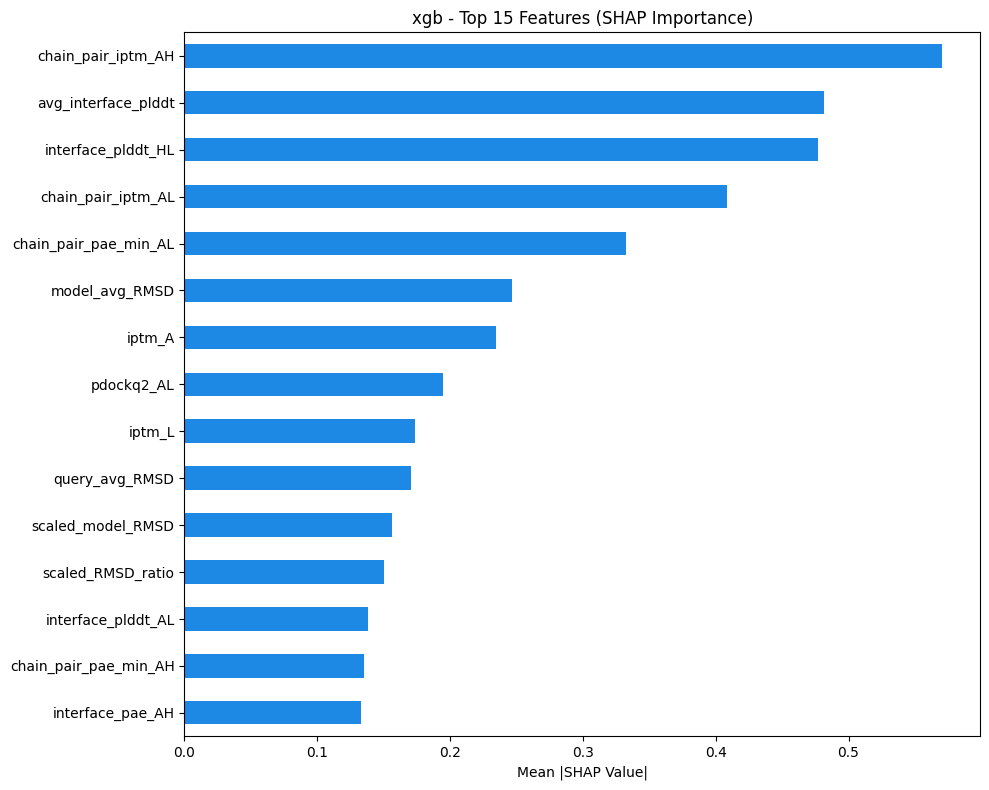 xgb - Top 15 Features (SHAP Importance)
chain_pair_iptm_AH
avg_interface_plddt
interface_plddt_HL
chain_pair_iptm_AL
chain_pair_pae_min_AL
model_avg_RMSD
iptm_A
pdockq2_AL
iptm_L
query_avg_RMSD
scaled_model_RMSD
scaled_RMSD_ratio
interface_plddt_AL
chain_pair_pae_min_AH
interface_pae_AH
0.0 0.1 0.2 0.3 0.4 0.5
Mean |SHAP Value|